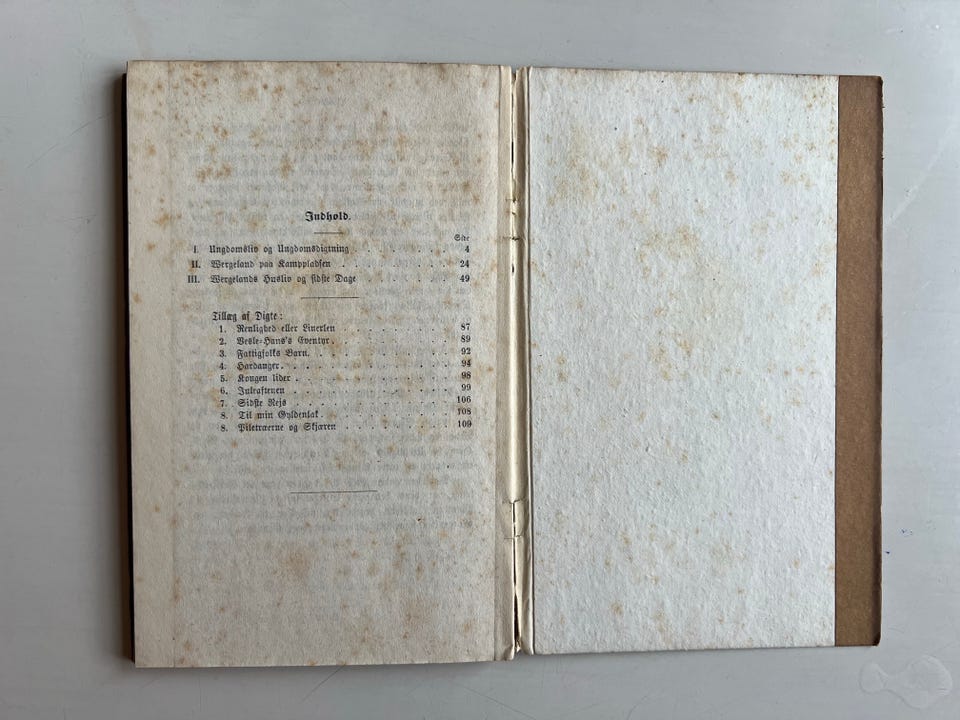 Indhold.
Side
I. Ungdomsliv og Ungdomsdigtning . . . . . . . 4
II. Wergeland paa Kamppladsen . . . . . . . . 24
III. Wergelands Husliv og sidste Dage . . . . . . 49
Tillæg af Digte:
1. Renlighed eller Linerlen . . . . . . . . 87
2. Vesle-Hans's Eventyr . . . . . . . . . 89
3. Fattigfolks Barn. . . . . . . . . . . 92
4. Hardanger. . . . . . . . . . . . . 94
5. Kongen lider . . . . . . . . . . . . 98
6. Juleaftenen . . . . . . . . . . . . 99
7. Sidste Rejs . . . . . . . . . . . . 106
8. Til min Gyldenlak . . . . . . . . . . 108
8. Piletræerne og Skjæren . . . . . . . . 109